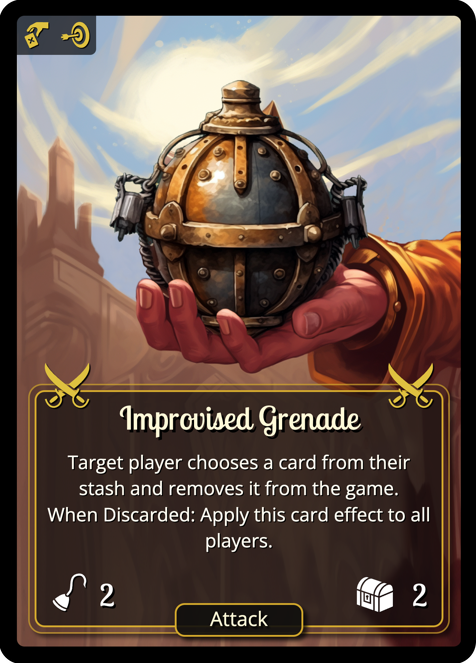 Improvised Grenade
Target player chooses a card from their
stash and removes it from the game.
When Discarded: Apply this card effect to all
players.
2
2
Attack